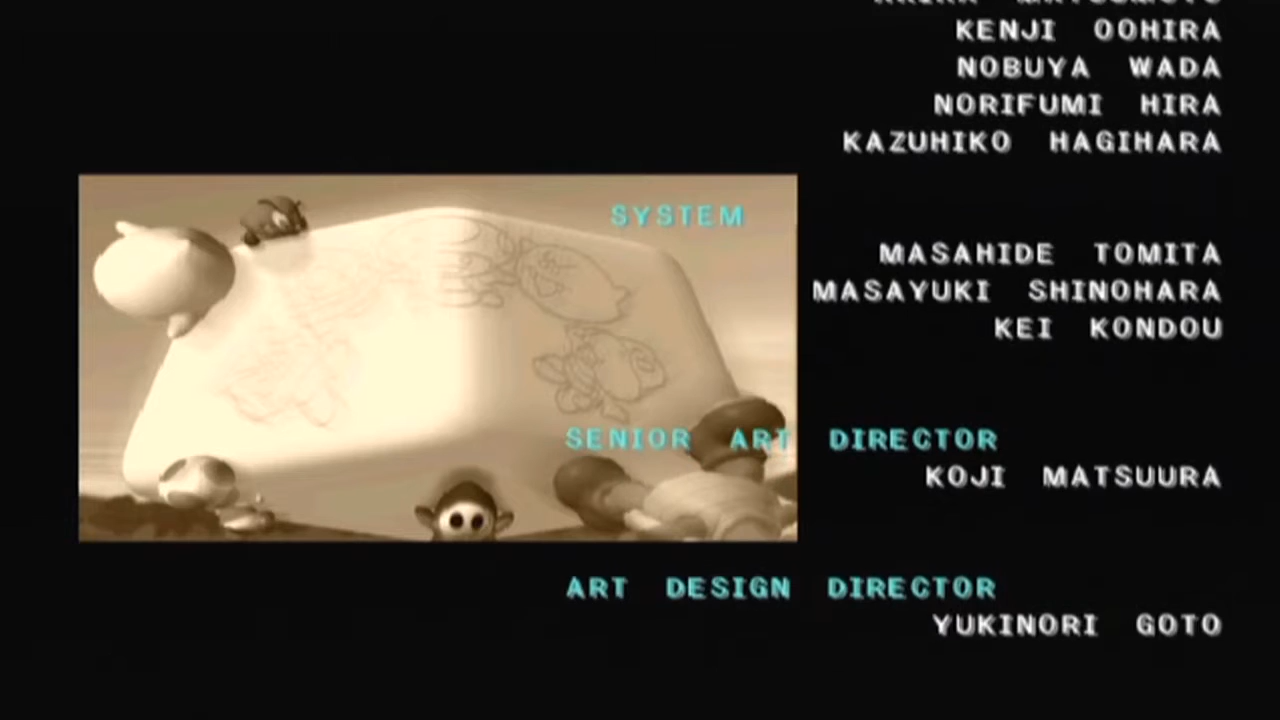 KENJI OOHIRA
NOBUYA WADA
NORIFUMI HIRA
KAZUHIKO HAGIHARA
SYSTEM
MASAHIDE TOMITA
MASAYUKI SHINOHARA
KEI KONDOU
SENIOR ART DIRECTOR
KOJI MATSUURA
ART DESIGN DIRECTOR
YUKINORI GOTO